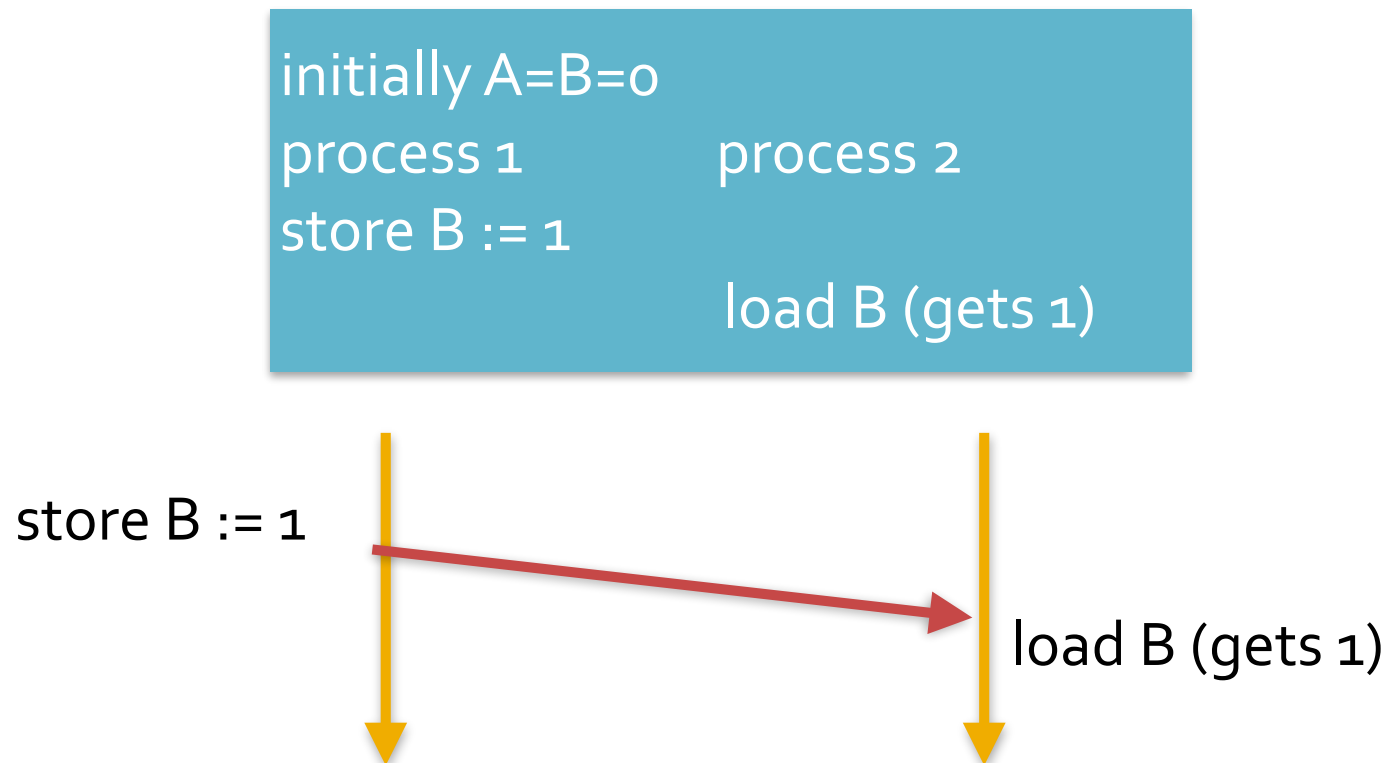 initially A=B=0
process 1 process 2
store B := 1
load B (gets 1)
store B := 1
load B (gets 1)